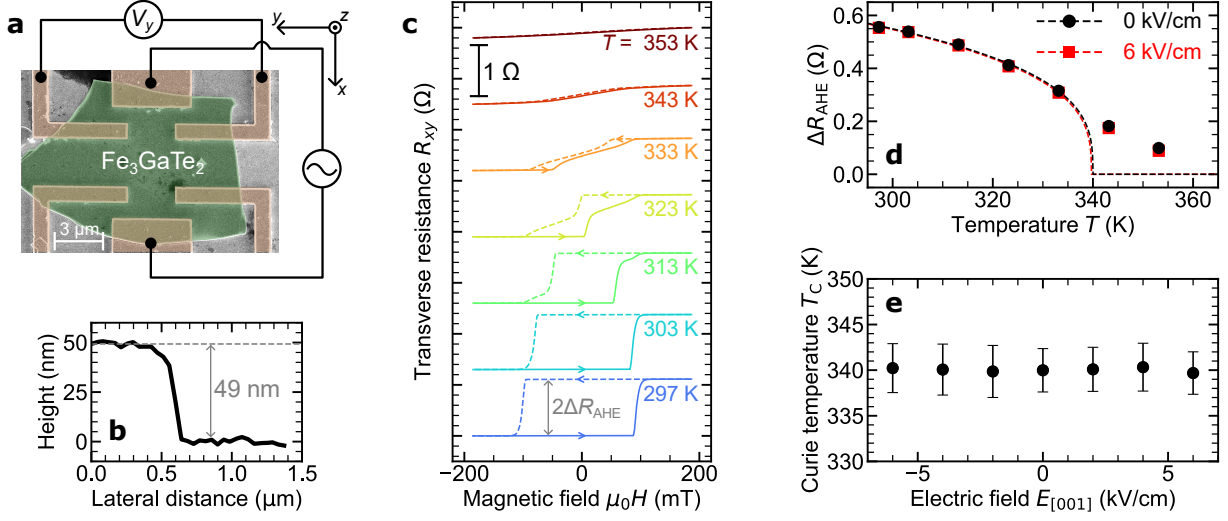 a
V_y
y
z
x
Fe₃GaTe₂
3 μm
b
Height (nm)
50
25
0
49 nm
0.0 0.5 1.0 1.5
Lateral distance (μm)
c
Transverse resistance R_xy (Ω)
T = 353 K
1 Ω
343 K
333 K
323 K
313 K
303 K
297 K
2ΔR_AHE
−200 −100 0 100 200
Magnetic field μ₀H (mT)
d
ΔR_AHE (Ω)
0.6
0.4
0.2
0.0
0 kV/cm
6 kV/cm
300 320 340 360
Temperature T (K)
e
Curie temperature T_C (K)
350
345
340
335
330
−5 0 5
Electric field E_[001] (kV/cm)